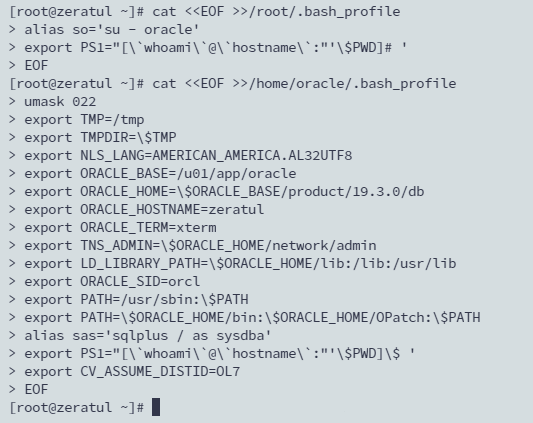 [root@zeratul ~]# cat <<EOF >>/root/.bash_profile
> alias so='su - oracle'
> export PS1="[\`whoami\`@\`hostname\`:"'\$PWD]# '
> EOF
[root@zeratul ~]# cat <<EOF >>/home/oracle/.bash_profile
> umask 022
> export TMP=/tmp
> export TMPDIR=\$TMP
> export NLS_LANG=AMERICAN_AMERICA.AL32UTF8
> export ORACLE_BASE=/u01/app/oracle
> export ORACLE_HOME=\$ORACLE_BASE/product/19.3.0/db
> export ORACLE_HOSTNAME=zeratul
> export ORACLE_TERM=xterm
> export TNS_ADMIN=\$ORACLE_HOME/network/admin
> export LD_LIBRARY_PATH=\$ORACLE_HOME/lib:/lib:/usr/lib
> export ORACLE_SID=orcl
> export PATH=/usr/sbin:\$PATH
> export PATH=\$ORACLE_HOME/bin:\$ORACLE_HOME/OPatch:\$PATH
> alias sas='sqlplus / as sysdba'
> export PS1="[\`whoami\`@\`hostname\`:"'\$PWD]\$ '
> export CV_ASSUME_DISTID=OL7
> EOF
[root@zeratul ~]#